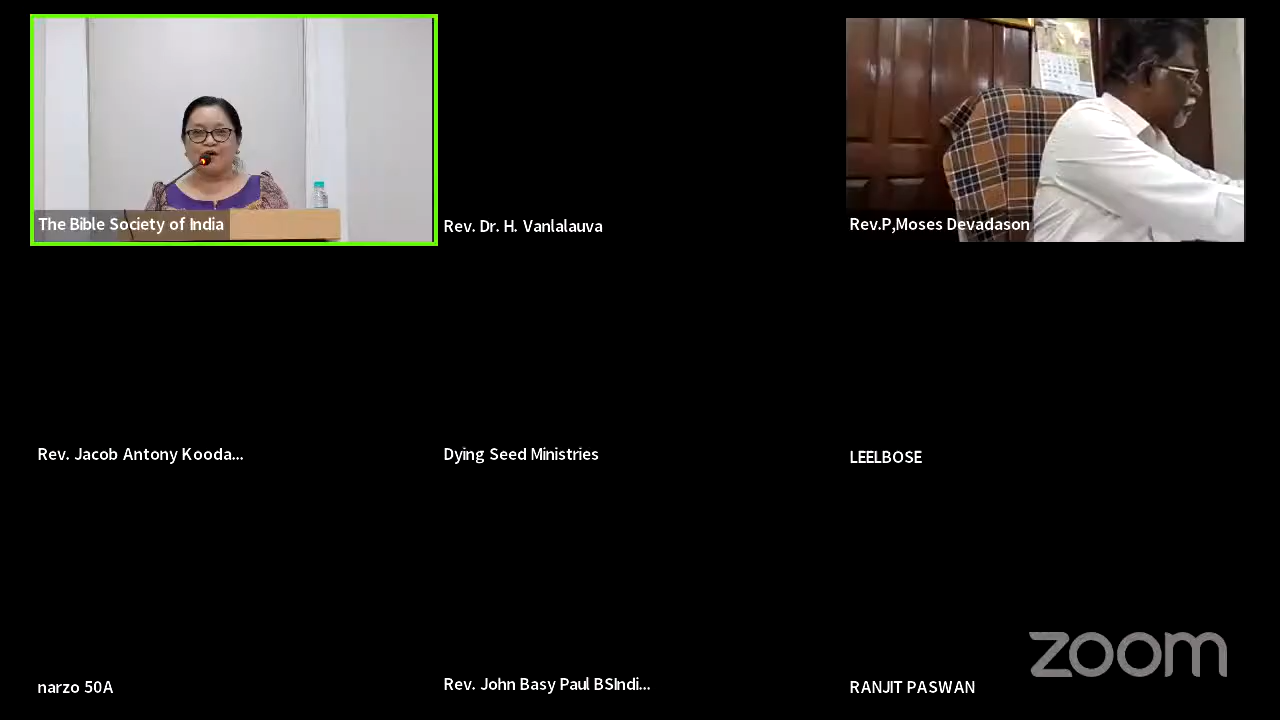 The Bible Society of India
Rev. Dr. H. Vanlalauva
Rev.P,Moses Devadason
Rev. Jacob Antony Kooda...
Dying Seed Ministries
LEELBOSE
narzo 50A
Rev. John Basy Paul BSIndi...
RANJIT PASWAN
zoom